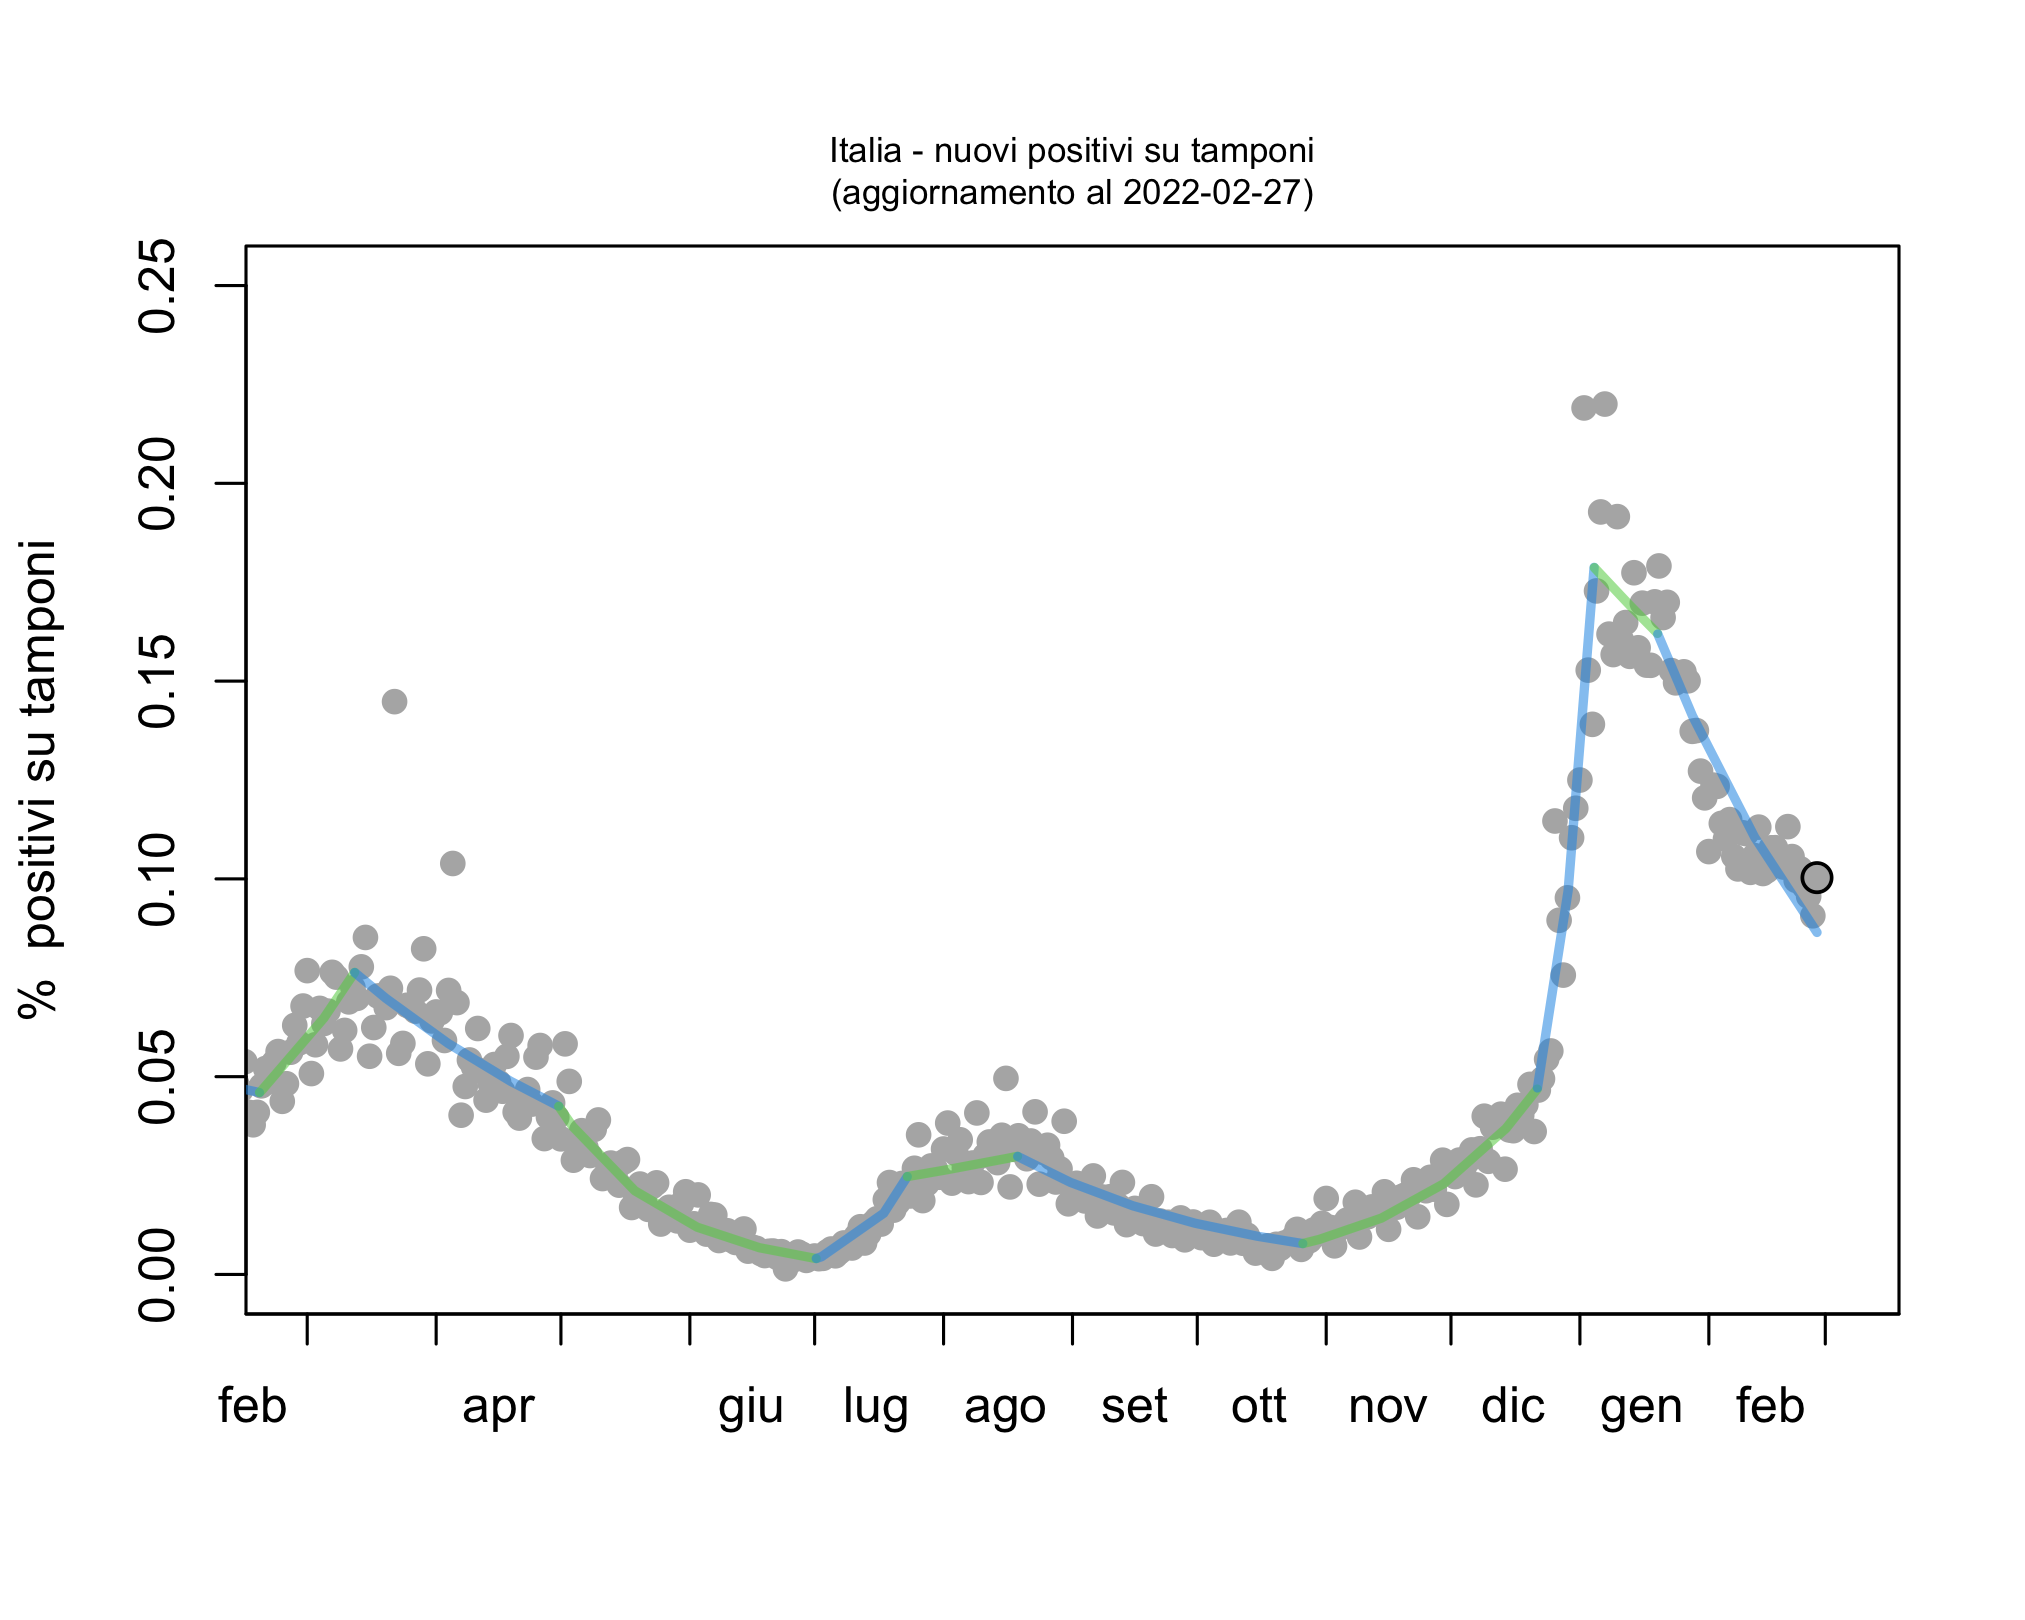 Italia - nuovi positivi su tamponi
(aggiornamento al 2022-02-27)
% positivi su tamponi
0.25
0.20
0.15
0.10
0.05
0.00
feb apr giu lug ago set ott nov dic gen feb